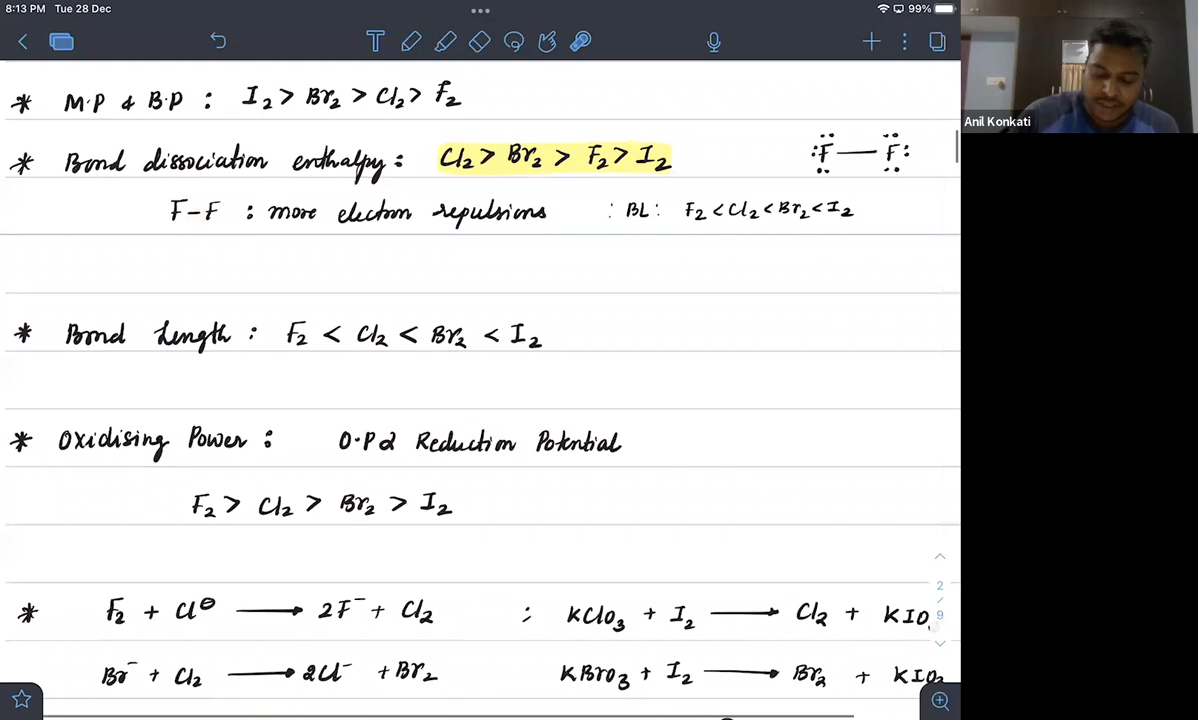 8:13 PM Tue 28 Dec
99%
* M.P & B.P : I₂ > Br₂ > Cl₂ > F₂
* Bond dissociation enthalpy : Cl₂ > Br₂ > F₂ > I₂ :F — F:
F-F : more electron repulsions : BL : F₂ < Cl₂ < Br₂ < I₂
* Bond Length : F₂ < Cl₂ < Br₂ < I₂
* Oxidising Power : O.P α Reduction Potential
F₂ > Cl₂ > Br₂ > I₂
* F₂ + Cl⊖ → 2F⁻ + Cl₂ ; KClO₃ + I₂ → Cl₂ + KIO₃
Br⁻ + Cl₂ → 2Cl⁻ + Br₂ KBrO₃ + I₂ → Br₂ + KIO₃
2/9
Anil Konkati